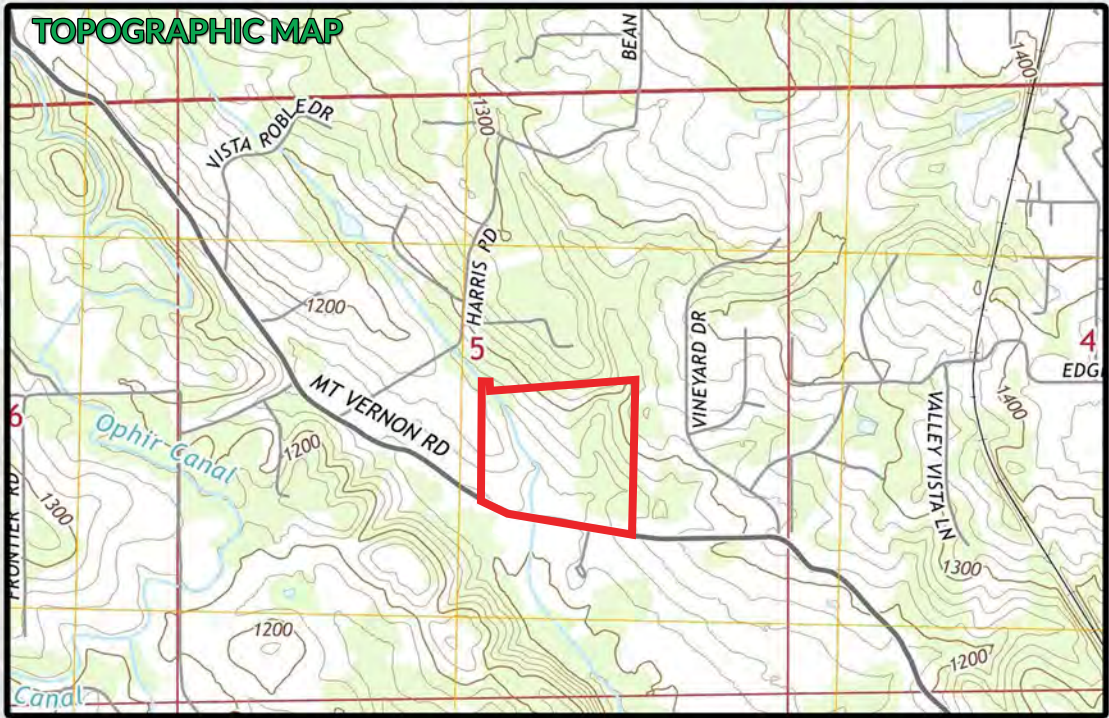 TOPOGRAPHIC MAP
BEAN
1400
1300
VISTA ROBLE DR
HARRIS RD
1200
5
4
VINEYARD DR
EDG
MT VERNON RD
6
1400
Ophir Canal
1200
VALLEY VISTA LN
FRONTIER RD
1300
1300
1200
1200
Canal